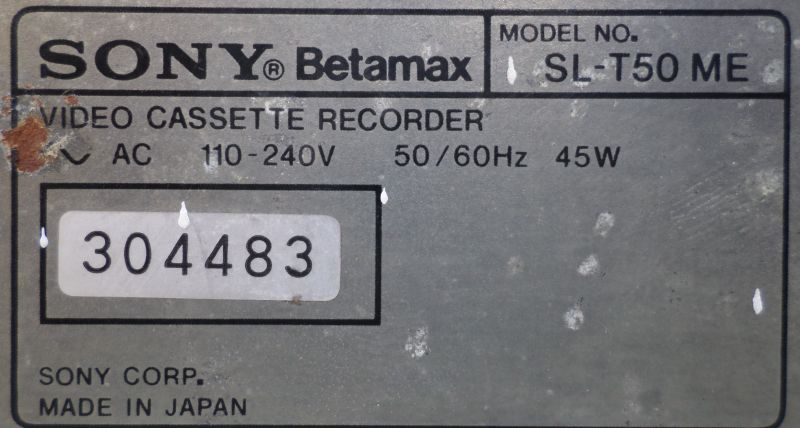 SONY® Betamax
MODEL NO.
SL-T50 ME
VIDEO CASSETTE RECORDER
~ AC 110-240V 50/60Hz 45W
304483
SONY CORP.
MADE IN JAPAN